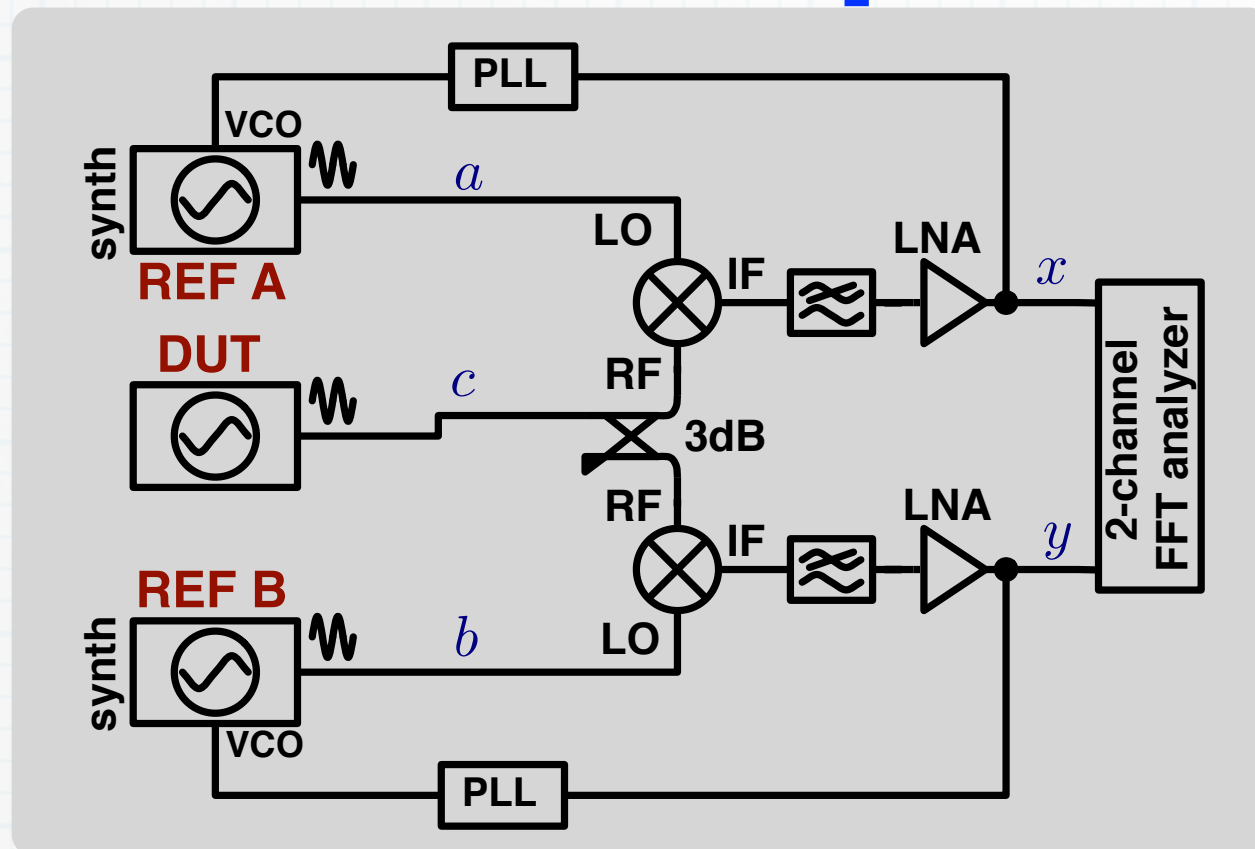 PLL
VCO
synth
a
LO
LNA
REF A
IF
x
DUT
RF
c
3dB
2-channel
FFT analyzer
RF
LNA
IF
y
REF B
synth
b
LO
VCO
PLL